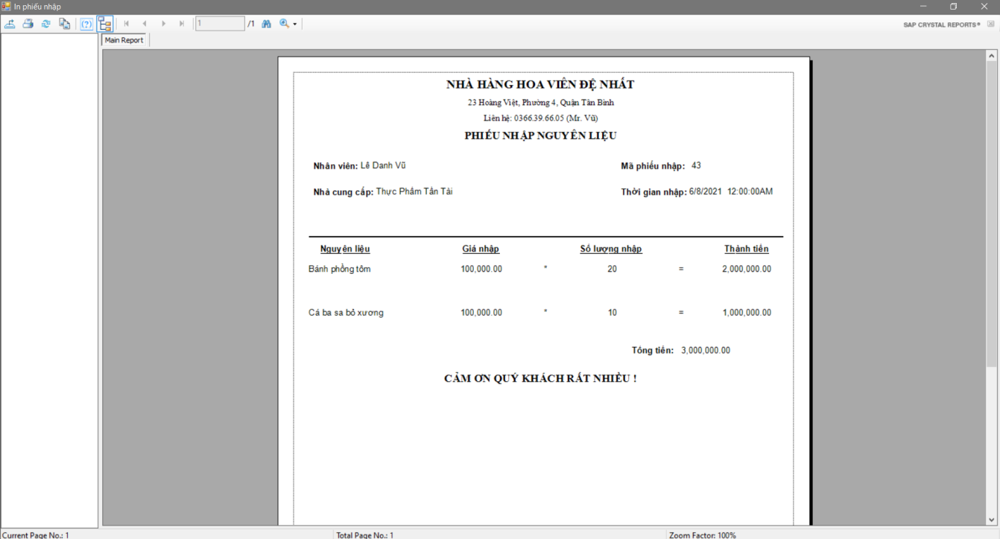 In phiếu nhập
1 /1
SAP CRYSTAL REPORTS®
Main Report
NHÀ HÀNG HOA VIÊN ĐỆ NHẤT
23 Hoàng Việt, Phường 4, Quận Tân Bình
Liên hệ: 0366.39.66.05 (Mr. Vũ)
PHIẾU NHẬP NGUYÊN LIỆU
Nhân viên: Lê Danh Vũ Mã phiếu nhập: 43
Nhà cung cấp: Thực Phẩm Tấn Tài Thời gian nhập: 6/8/2021 12:00:00AM
Nguyên liệu Giá nhập Số lượng nhập Thành tiền
Bánh phồng tôm 100,000.00 * 20 = 2,000,000.00
Cá ba sa bỏ xương 100,000.00 * 10 = 1,000,000.00
Tổng tiền: 3,000,000.00
CẢM ƠN QUÝ KHÁCH RẤT NHIỀU !
Current Page No.: 1 Total Page No.: 1 Zoom Factor: 100%